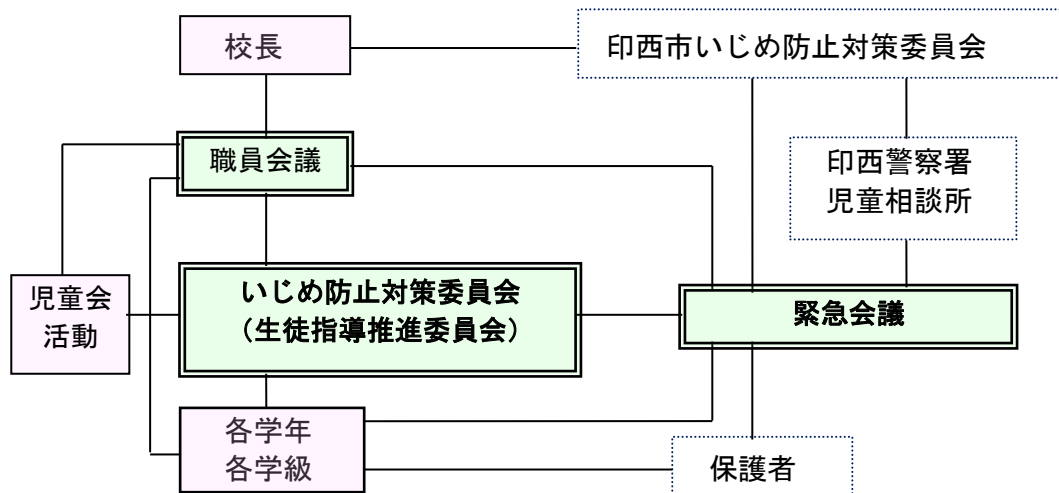 校長
印西市いじめ防止対策委員会
職員会議
印西警察署
児童相談所
児童会
活動
いじめ防止対策委員会
（生徒指導推進委員会）
緊急会議
各学年
各学級
保護者